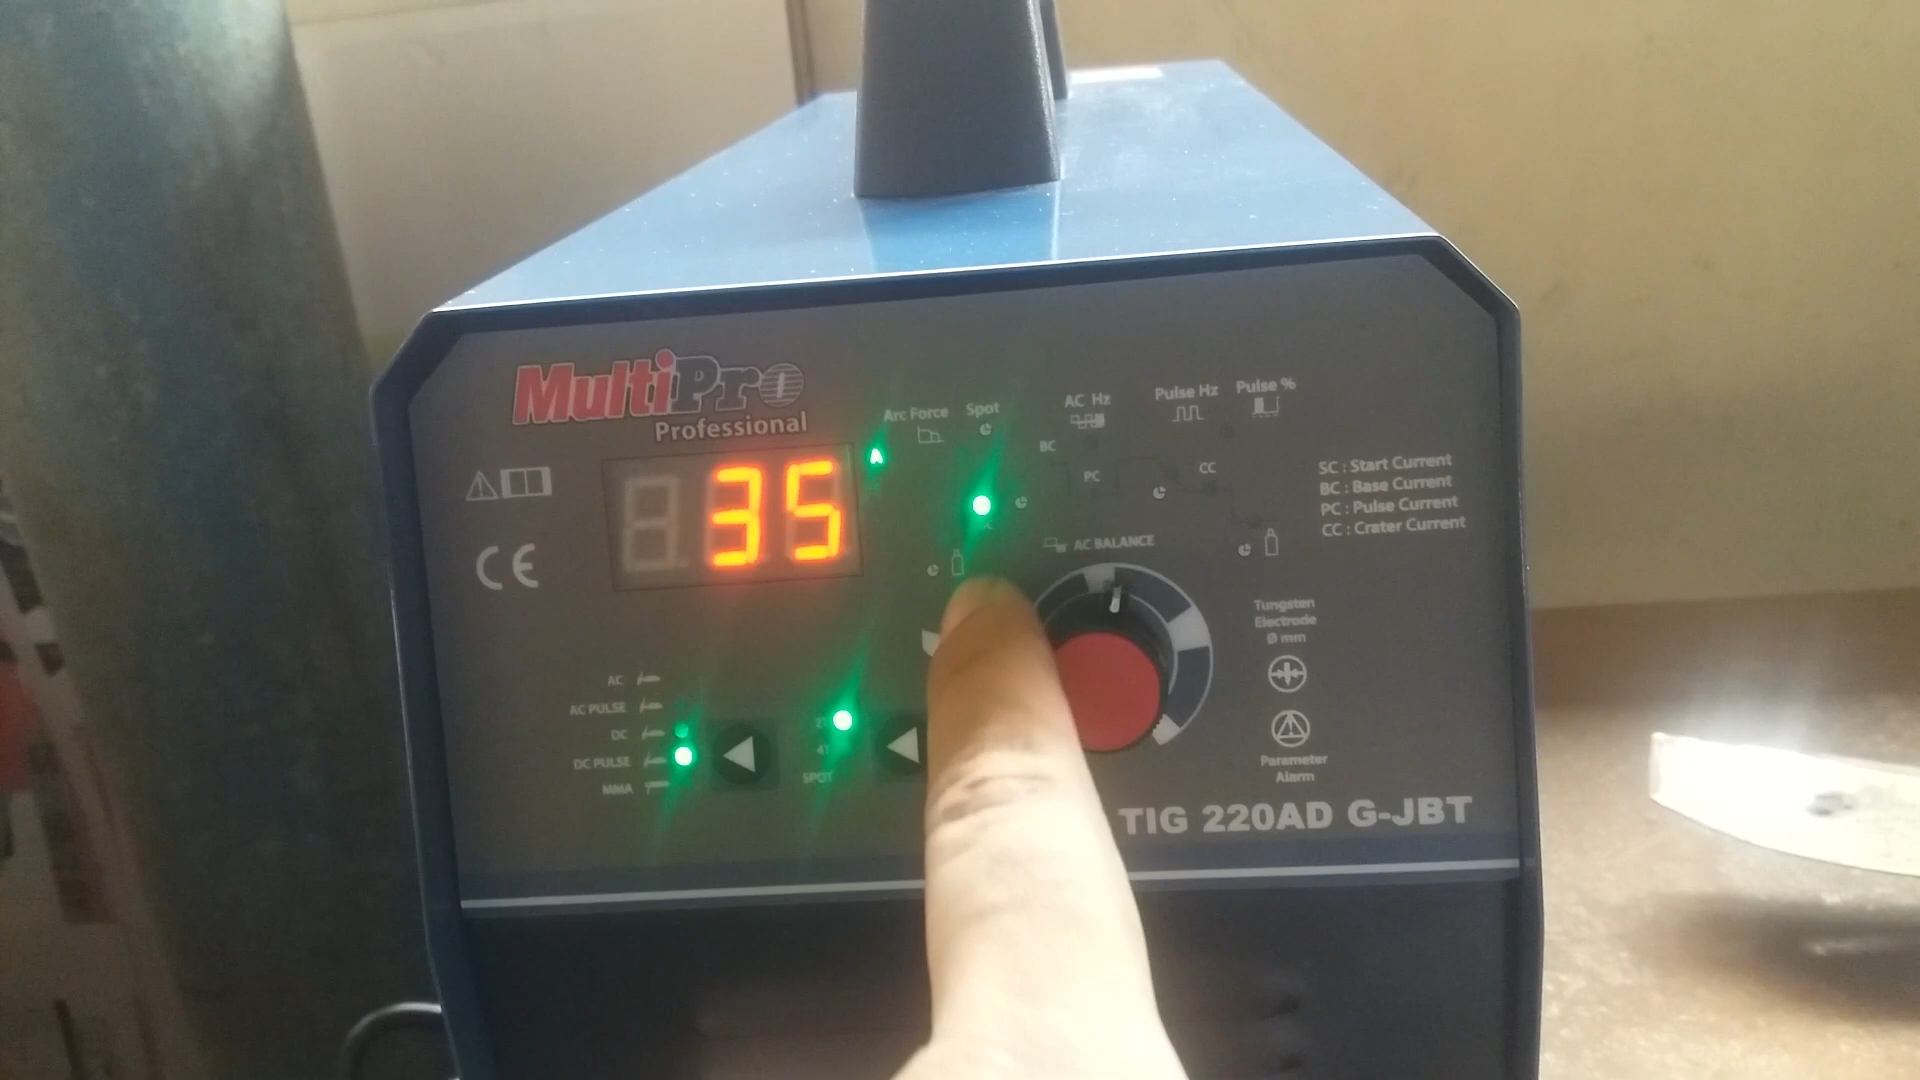 MultiPro
Professional
Arc Force
Spot
AC Hz
Pulse Hz
Pulse %
35
A
BC
PC
CC
SC : Start Current
BC : Base Current
PC : Pulse Current
CC : Crater Current
CE
AC BALANCE
Tungsten
Electrode
Ø mm
AC
AC PULSE
DC
DC PULSE
MMA
2T
4T
SPOT
Parameter
Alarm
TIG 220AD G-JBT